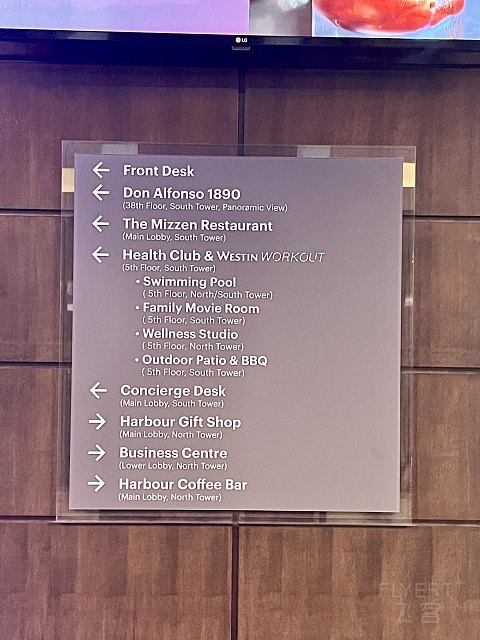 LG
← Front Desk
← Don Alfonso 1890
(38th Floor, South Tower, Panoramic View)
← The Mizzen Restaurant
(Main Lobby, South Tower)
← Health Club & WESTIN WORKOUT
(5th Floor, South Tower)
• Swimming Pool
( 5th Floor, North/South Tower)
• Family Movie Room
( 5th Floor, South Tower)
• Wellness Studio
( 5th Floor, North Tower)
• Outdoor Patio & BBQ
( 5th Floor, South Tower)
← Concierge Desk
(Main Lobby, South Tower)
→ Harbour Gift Shop
(Main Lobby, North Tower)
→ Business Centre
(Lower Lobby, North Tower)
→ Harbour Coffee Bar
(Main Lobby, North Tower)
FLYERT
飞客